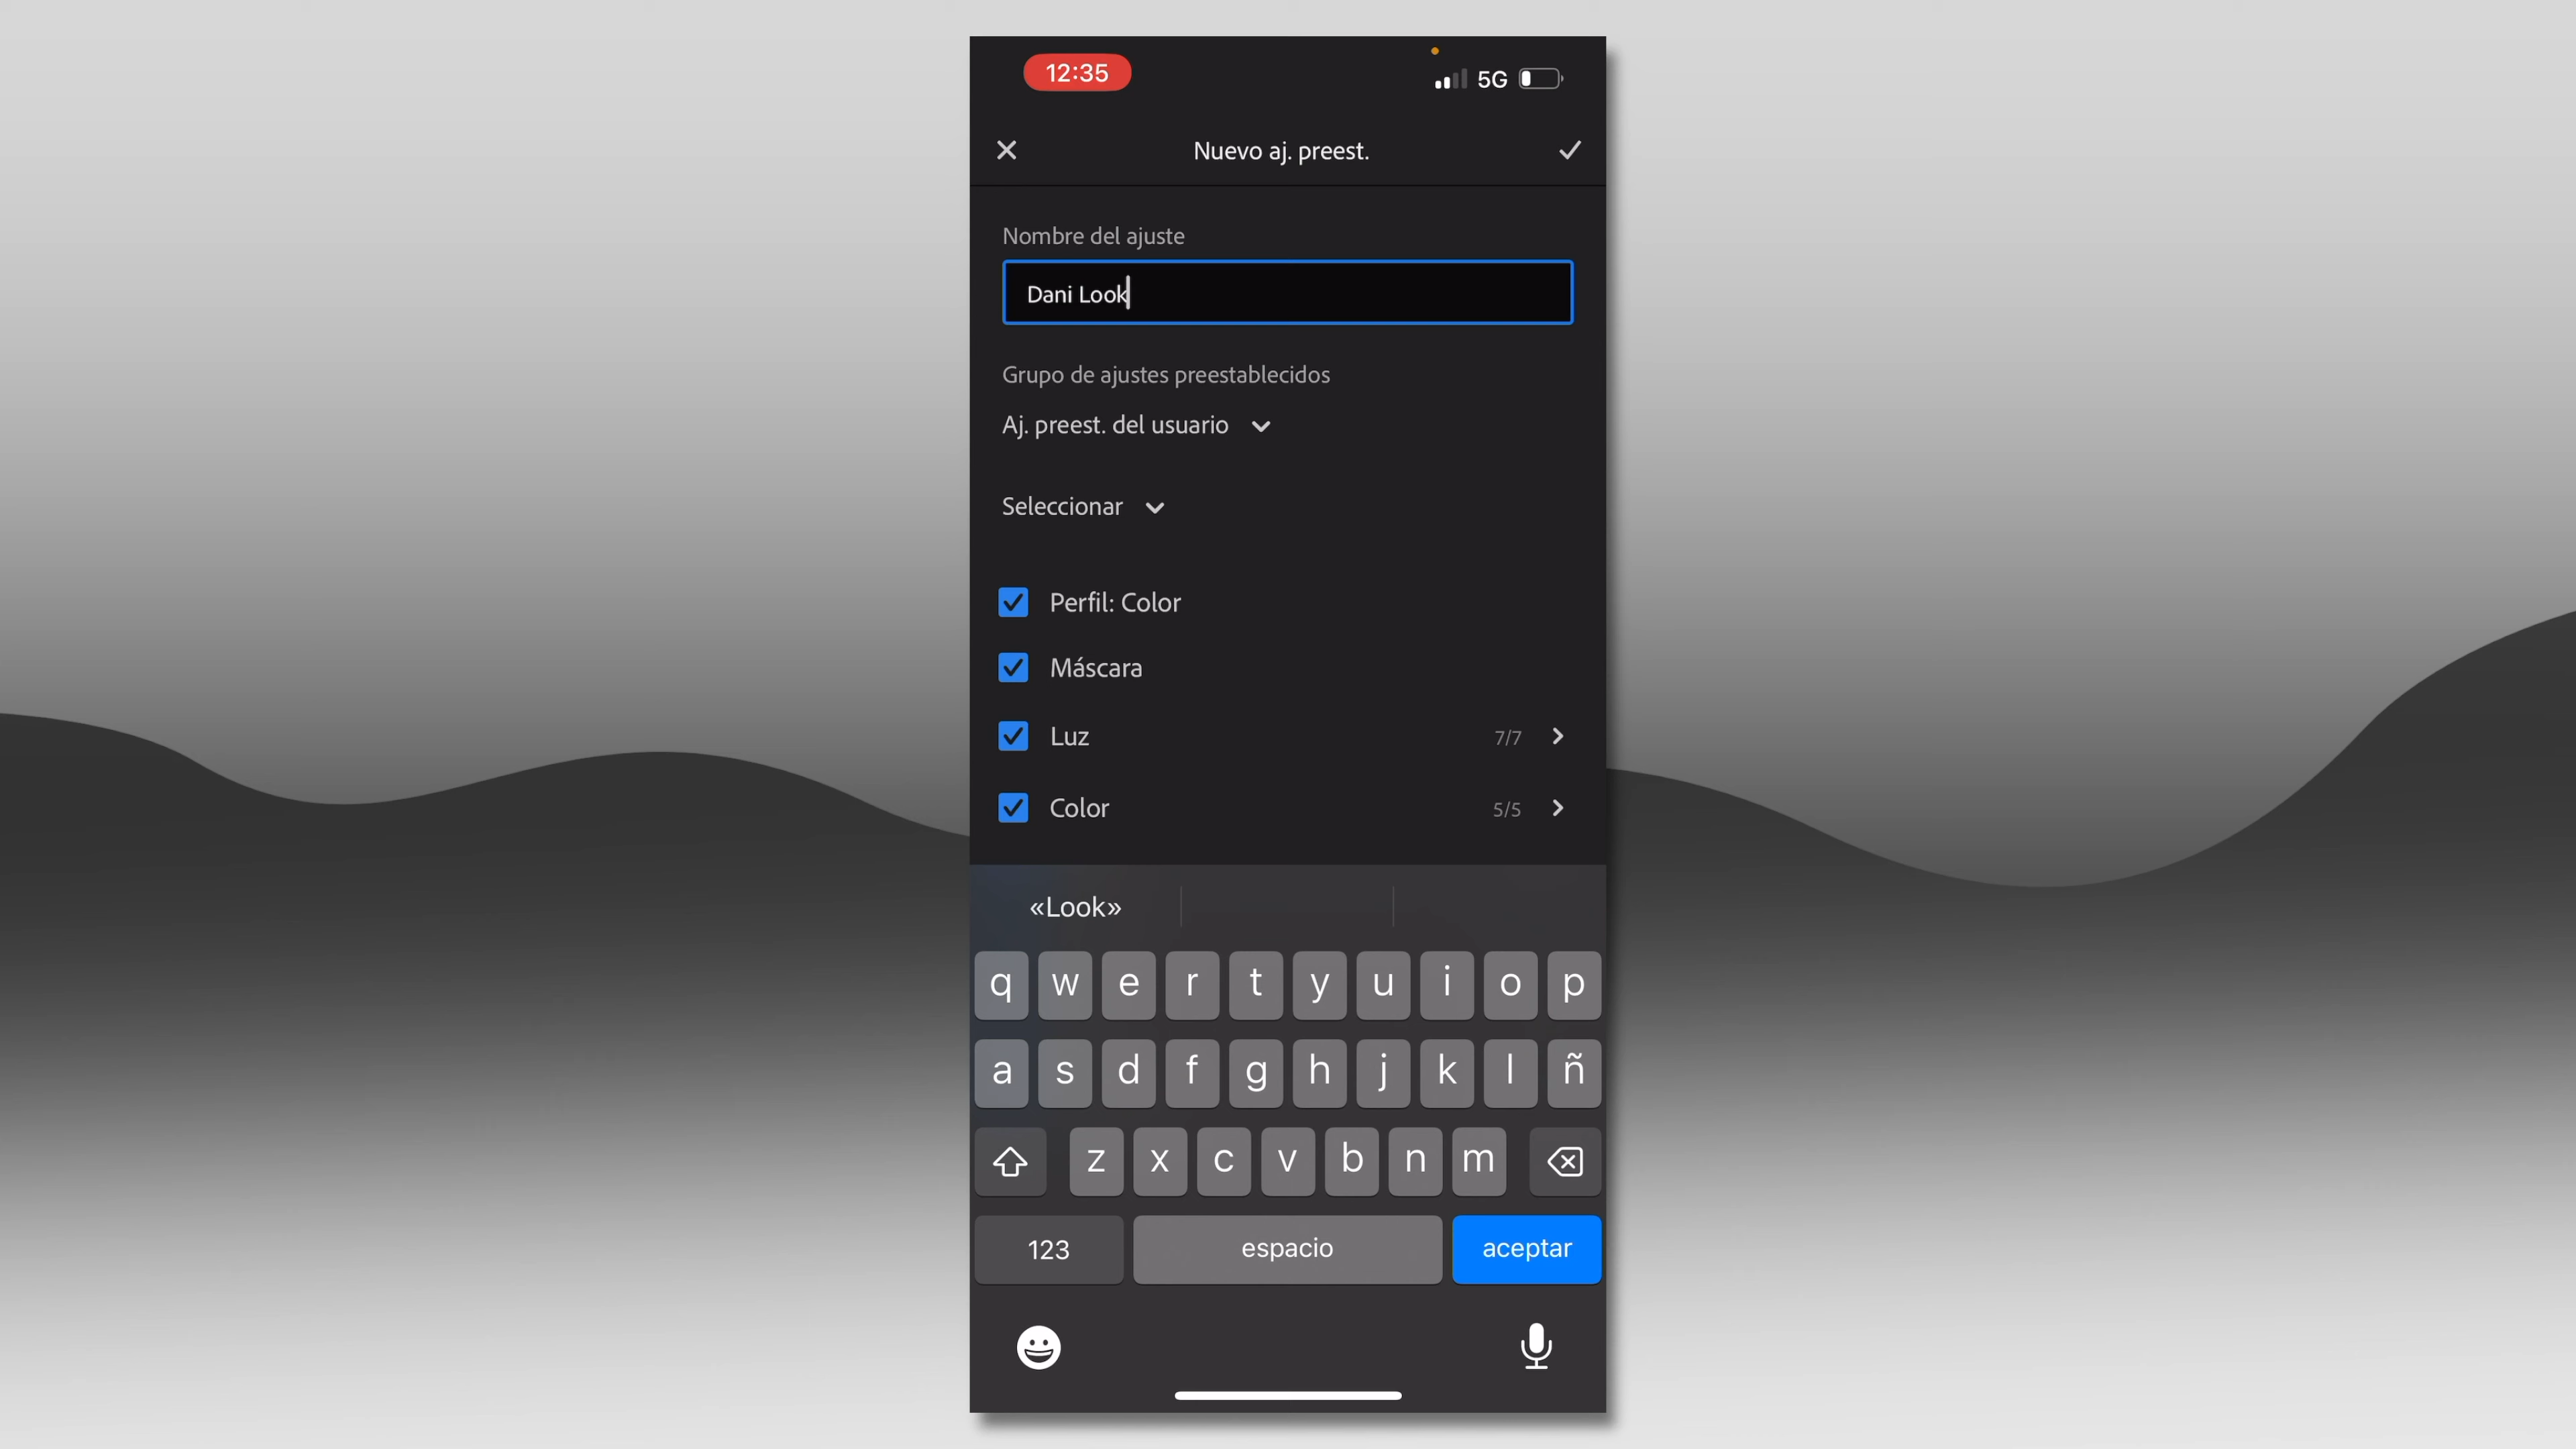 12:35
5G
Nuevo aj. preest.
Nombre del ajuste
Dani Look
Grupo de ajustes preestablecidos
Aj. preest. del usuario
Seleccionar
Perfil: Color
Máscara
Luz 7/7
Color 5/5
«Look»
q w e r t y u i o p
a s d f g h j k l ñ
z x c v b n m
123 espacio aceptar